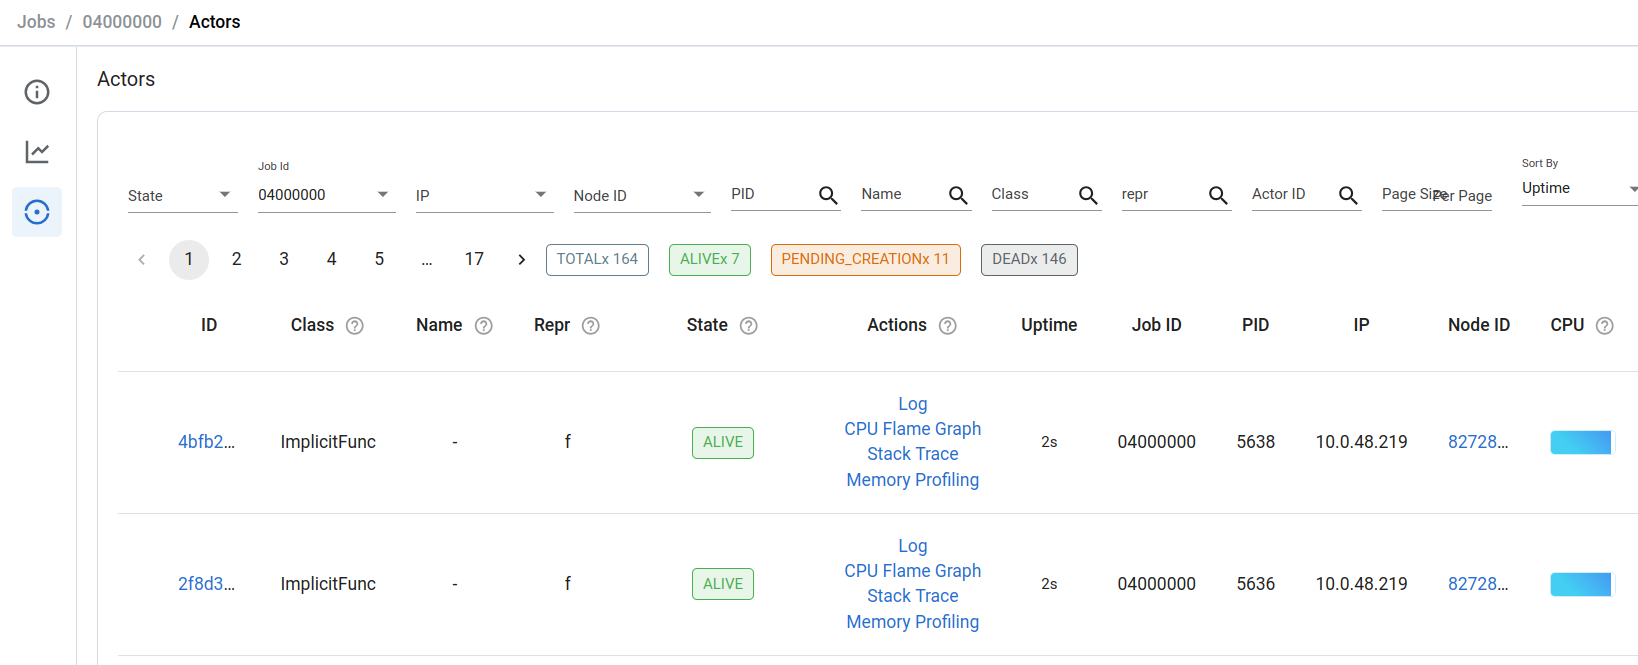 Jobs / 04000000 / Actors
Actors
Job Id
Sort By
State 04000000 IP Node ID PID Name Class repr Actor ID Page Size Per Page Uptime
1 2 3 4 5 ... 17 TOTALx 164 ALIVEx 7 PENDING_CREATIONx 11 DEADx 146
ID Class Name Repr State Actions Uptime Job ID PID IP Node ID CPU
Log
CPU Flame Graph
4bfb2... ImplicitFunc - f ALIVE 2s 04000000 5638 10.0.48.219 82728...
Stack Trace
Memory Profiling
Log
CPU Flame Graph
2f8d3... ImplicitFunc - f ALIVE 2s 04000000 5636 10.0.48.219 82728...
Stack Trace
Memory Profiling